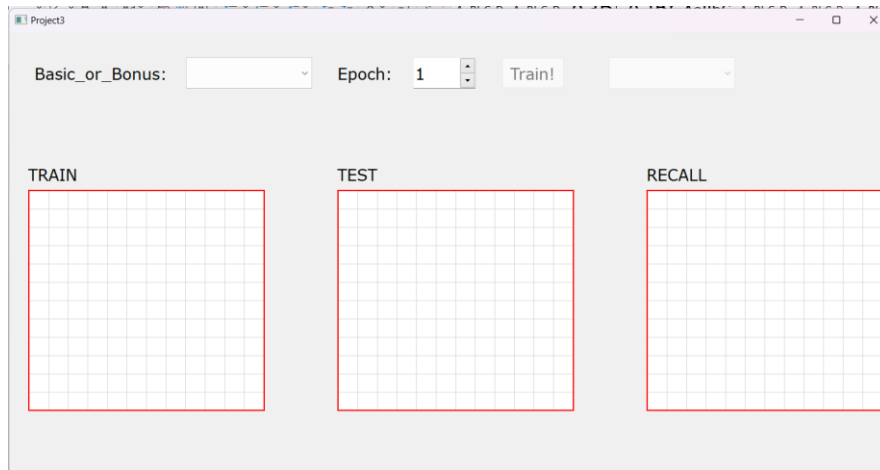 Project3
Basic_or_Bonus:
Epoch: 1 Train!
TRAIN TEST RECALL